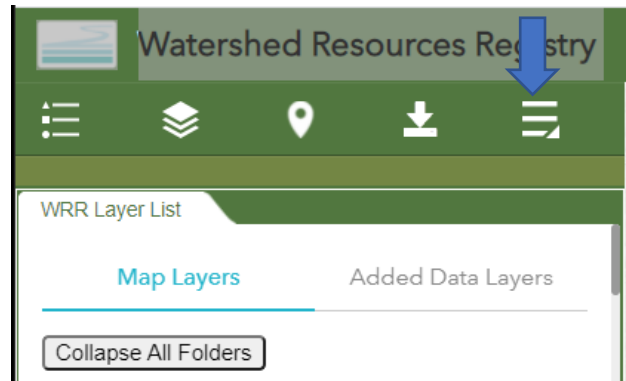 Watershed Resources Registry
WRR Layer List
Map Layers
Added Data Layers
Collapse All Folders